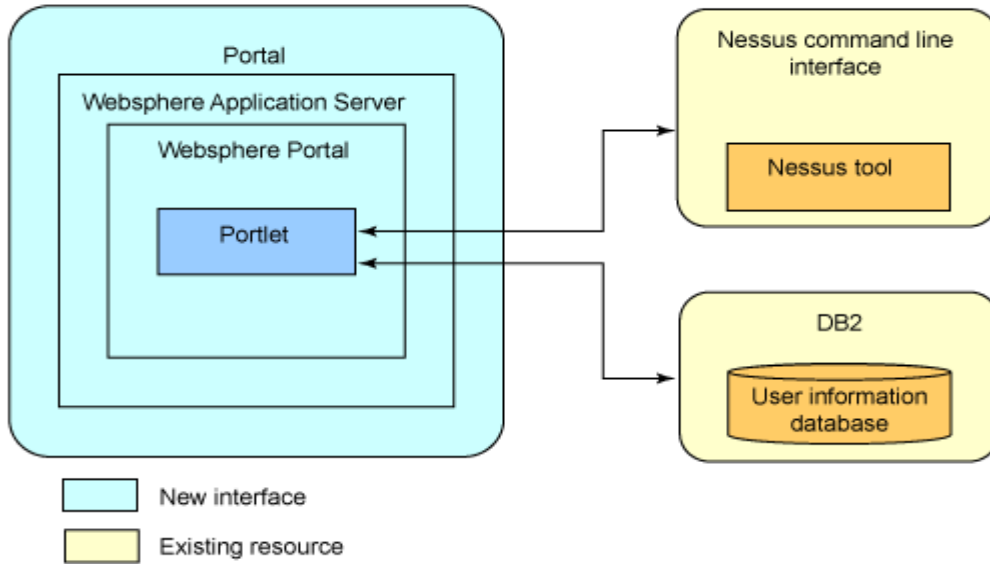 Portal
Websphere Application Server
Websphere Portal
Portlet
Nessus command line
interface
Nessus tool
DB2
User information
database
New interface
Existing resource